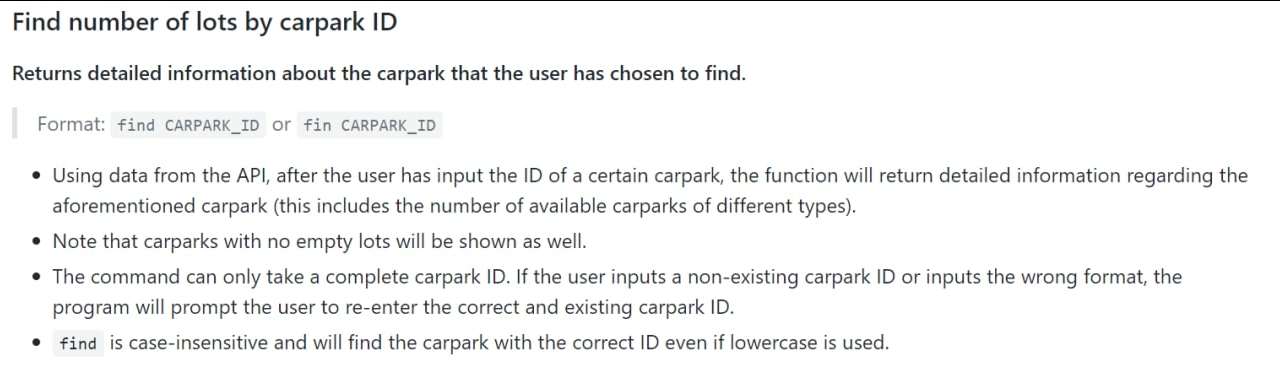 Find number of lots by carpark ID
Returns detailed information about the carpark that the user has chosen to find.
Format: find CARPARK_ID or fin CARPARK_ID
• Using data from the API, after the user has input the ID of a certain carpark, the function will return detailed information regarding the
aforementioned carpark (this includes the number of available carparks of different types).
• Note that carparks with no empty lots will be shown as well.
• The command can only take a complete carpark ID. If the user inputs a non-existing carpark ID or inputs the wrong format, the
program will prompt the user to re-enter the correct and existing carpark ID.
• find is case-insensitive and will find the carpark with the correct ID even if lowercase is used.